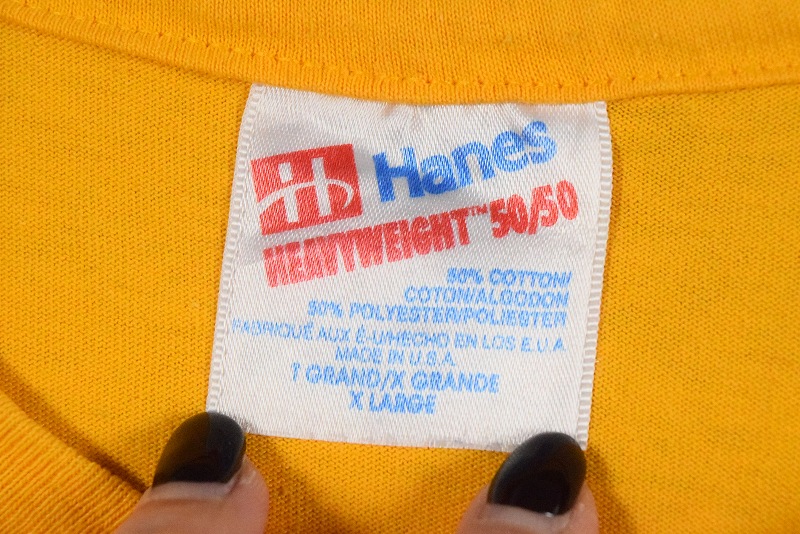 H Hanes
HEAVYWEIGHT™ 50/50
50% COTTON/
COTON/ALGODON
50% POLYESTER/POLIESTER
FABRIQUÉ AUX É-U/HECHO EN LOS E.U.A.
MADE IN U.S.A.
T GRAND/X GRANDE
X LARGE